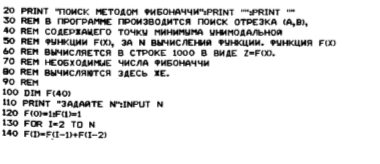 20 PRINT "ПОИСК МЕТОДОМ ФИБОНАЧЧИ":PRINT "":PRINT ""
30 REM В ПРОГРАММЕ ПРОИЗВОДИТСЯ ПОИСК ОТРЕЗКА (A,B),
40 REM СОДЕРЖАЩЕГО ТОЧКУ МИНИМУМА УНИМОДАЛЬНОЙ
50 REM ФУНКЦИИ F(X), ЗА N ВЫЧИСЛЕНИЯ ФУНКЦИИ. ФУНКЦИЯ F(X)
60 REM ВЫЧИСЛЯЕТСЯ В СТРОКЕ 1000 В ВИДЕ Z=F(X).
70 REM НЕОБХОДИМЫЕ ЧИСЛА ФИБОНАЧЧИ
80 REM ВЫЧИСЛЯЮТСЯ ЗДЕСЬ ЖЕ.
90 REM
100 DIM F(40)
110 PRINT "ЗАДАЙТЕ N":INPUT N
120 F(0)=1:F(1)=1
130 FOR I=2 TO N
140 F(I)=F(I-1)+F(I-2)